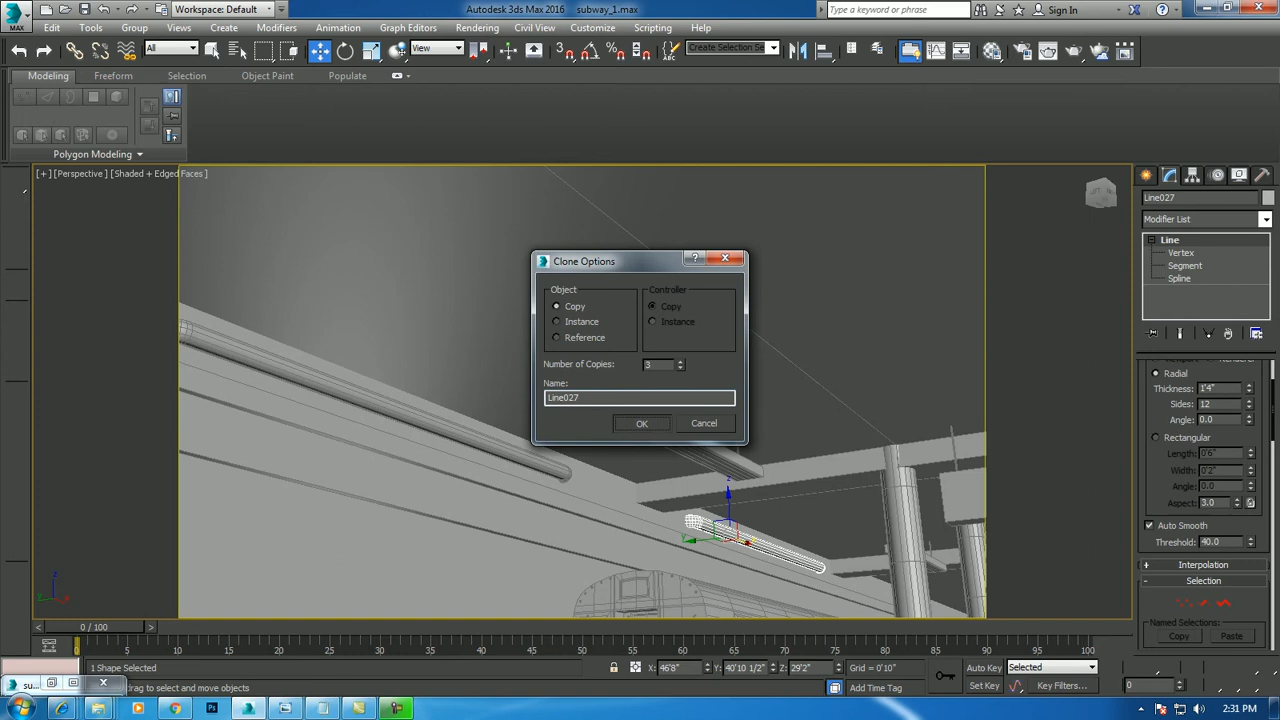 MAX
Workspace: Default
Autodesk 3ds Max 2016 subway_1.max
Type a keyword or phrase
Sign In
Edit Tools Group Views Create Modifiers Animation Graph Editors Rendering Civil View Customize Scripting Help
All
View
Create Selection Se
Modeling Freeform Selection Object Paint Populate
Polygon Modeling
[+] [Perspective] [Shaded + Edged Faces]
Line027
Modifier List
Line
Vertex
Segment
Spline
Clone Options
Object
Copy
Instance
Reference
Controller
Copy
Instance
Number of Copies: 3
Name:
Line027
OK Cancel
Radial
Thickness: 1'4"
Sides: 12
Angle: 0.0
Rectangular
Length: 0'6"
Width: 0'2"
Angle: 0.0
Aspect: 3.0
Auto Smooth
Threshold: 40.0
+ Interpolation
- Selection
Named Selections:
Copy Paste
z
y
z
y
x
0 / 100
0 5 10 15 20 25 30 35 40 45 50 55 60 65 70 75 80 85 90 95 100
1 Shape Selected
X: 46'8" Y: 40'10 1/2" Z: 29'2" Grid = 0'10"
Auto Key Selected
su...
drag to select and move objects
Add Time Tag
Set Key Key Filters...
0
Ps
2:31 PM